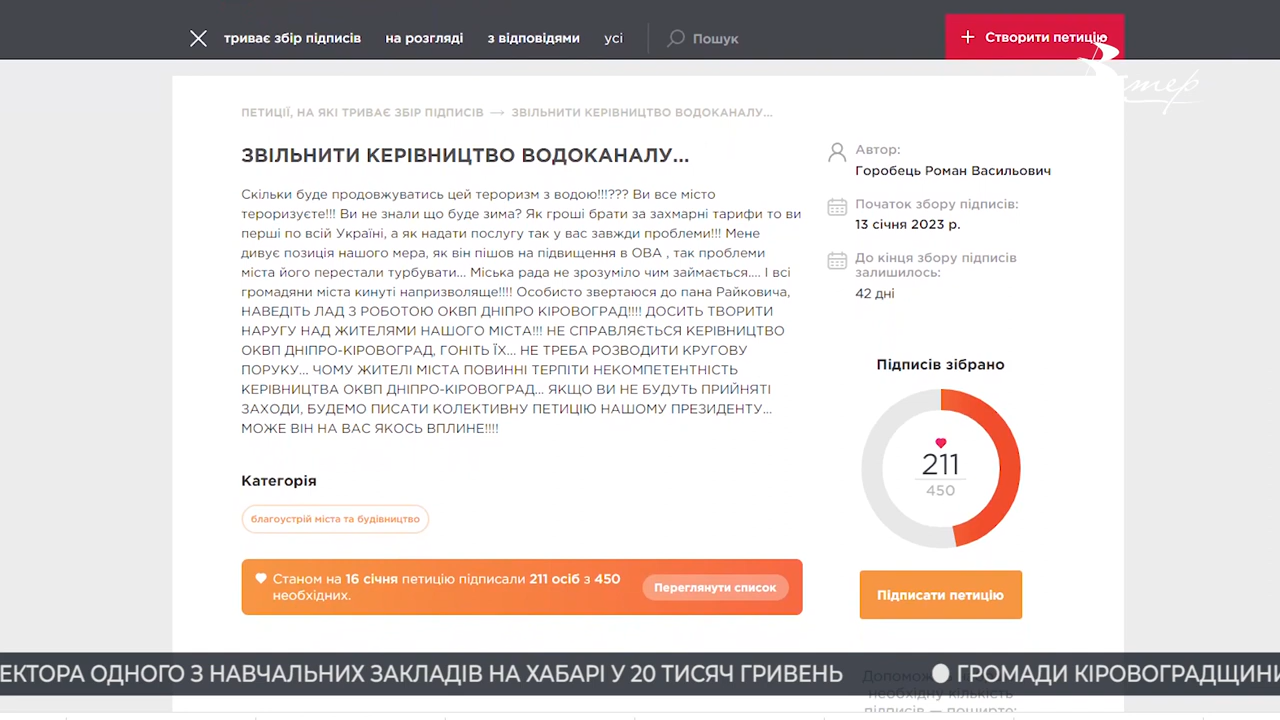 триває збір підписів на розгляді з відповідями усі Пошук + Створити петицію
ПЕТИЦІЇ, НА ЯКІ ТРИВАЄ ЗБІР ПІДПИСІВ → ЗВІЛЬНИТИ КЕРІВНИЦТВО ВОДОКАНАЛУ...
ЗВІЛЬНИТИ КЕРІВНИЦТВО ВОДОКАНАЛУ...
Скільки буде продовжуватись цей тероризм з водою!!!??? Ви все місто
тероризуєте!!! Ви не знали що буде зима? Як гроші брати за захмарні тарифи то ви
перші по всій Україні, а як надати послугу так у вас завжди проблеми!!! Мене
дивує позиція нашого мера, як він пішов на підвищення в ОВА , так проблеми
міста його перестали турбувати... Міська рада не зрозуміло чим займається.... І всі
громадяни міста кинуті напризволяще!!!! Особисто звертаюся до пана Райковича,
НАВЕДІТЬ ЛАД З РОБОТОЮ ОКВП ДНІПРО КІРОВОГРАД!!!! ДОСИТЬ ТВОРИТИ
НАРУГУ НАД ЖИТЕЛЯМИ НАШОГО МІСТА!!! НЕ СПРАВЛЯЄТЬСЯ КЕРІВНИЦТВО
ОКВП ДНІПРО-КІРОВОГРАД, ГОНІТЬ ЇХ... НЕ ТРЕБА РОЗВОДИТИ КРУГОВУ
ПОРУКУ... ЧОМУ ЖИТЕЛІ МІСТА ПОВИННІ ТЕРПІТИ НЕКОМПЕТЕНТНІСТЬ
КЕРІВНИЦТВА ОКВП ДНІПРО-КІРОВОГРАД... ЯКЩО ВИ НЕ БУДУТЬ ПРИЙНЯТІ
ЗАХОДИ, БУДЕМО ПИСАТИ КОЛЕКТИВНУ ПЕТИЦІЮ НАШОМУ ПРЕЗИДЕНТУ...
МОЖЕ ВІН НА ВАС ЯКОСЬ ВПЛИНЕ!!!!
Категорія
благоустрій міста та будівництво
Станом на 16 січня петицію підписали 211 осіб з 450
необхідних.
Переглянути список
Автор:
Горобець Роман Васильович
Початок збору підписів:
13 січня 2023 р.
До кінця збору підписів
залишилось:
42 дні
Підписів зібрано
211
450
Підписати петицію
необхідну кількість
підписів — поширте:
ЕКТОРА ОДНОГО З НАВЧАЛЬНИХ ЗАКЛАДІВ НА ХАБАРІ У 20 ТИСЯЧ ГРИВЕНЬ ● ГРОМАДИ КІРОВОГРАДЩИНИ